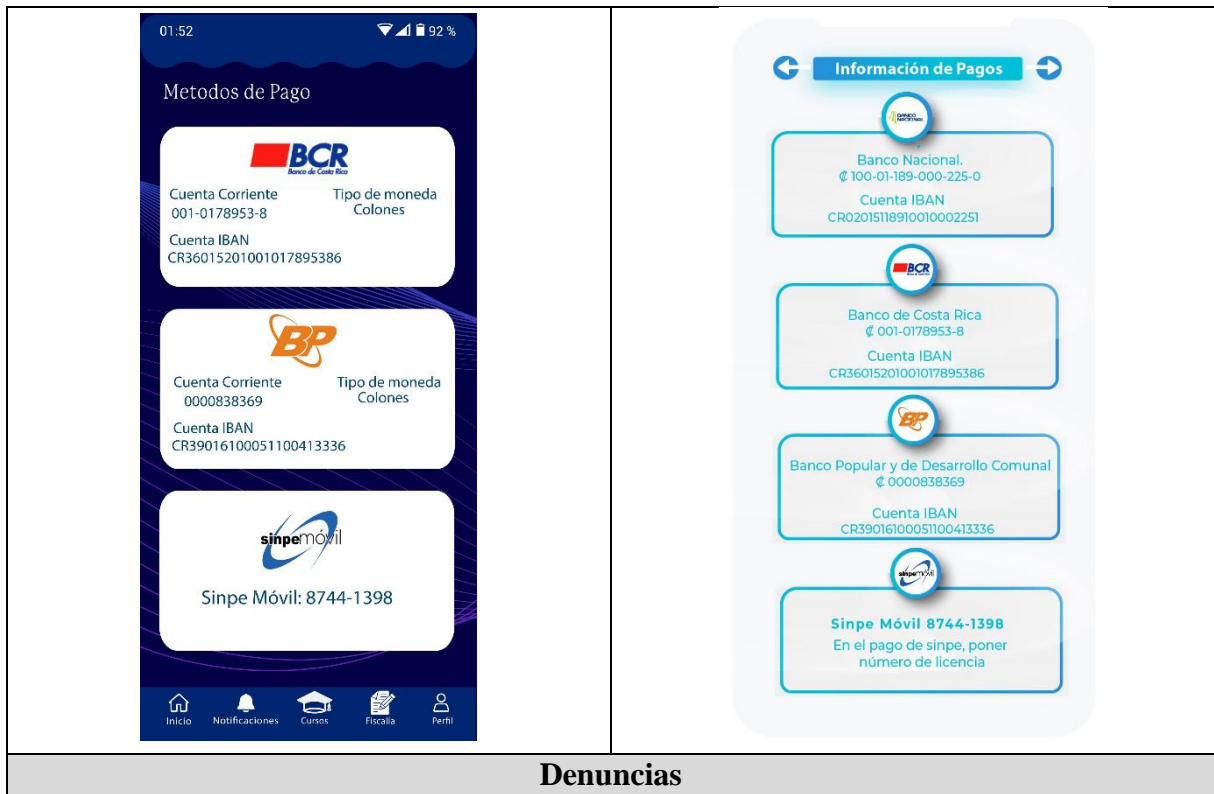 01:52
92 %
Metodos de Pago
BCR
Banco de Costa Rica
Cuenta Corriente Tipo de moneda
001-0178953-8 Colones
Cuenta IBAN
CR36015201001017895386
BP
Cuenta Corriente Tipo de moneda
0000838369 Colones
Cuenta IBAN
CR39016100051100413336
sinpemóvil
Sinpe Móvil: 8744-1398
Inicio Notificaciones Cursos Fiscalía Perfil
Información de Pagos
BANCO
NACIONAL
Banco Nacional.
₡ 100-01-189-000-225-0
Cuenta IBAN
CR02015118910010002251
BCR
Banco de Costa Rica
₡ 001-0178953-8
Cuenta IBAN
CR36015201001017895386
BP
Banco Popular y de Desarrollo Comunal
₡ 0000838369
Cuenta IBAN
CR39016100051100413336
sinpemóvil
Sinpe Móvil 8744-1398
En el pago de sinpe, poner
número de licencia
Denuncias